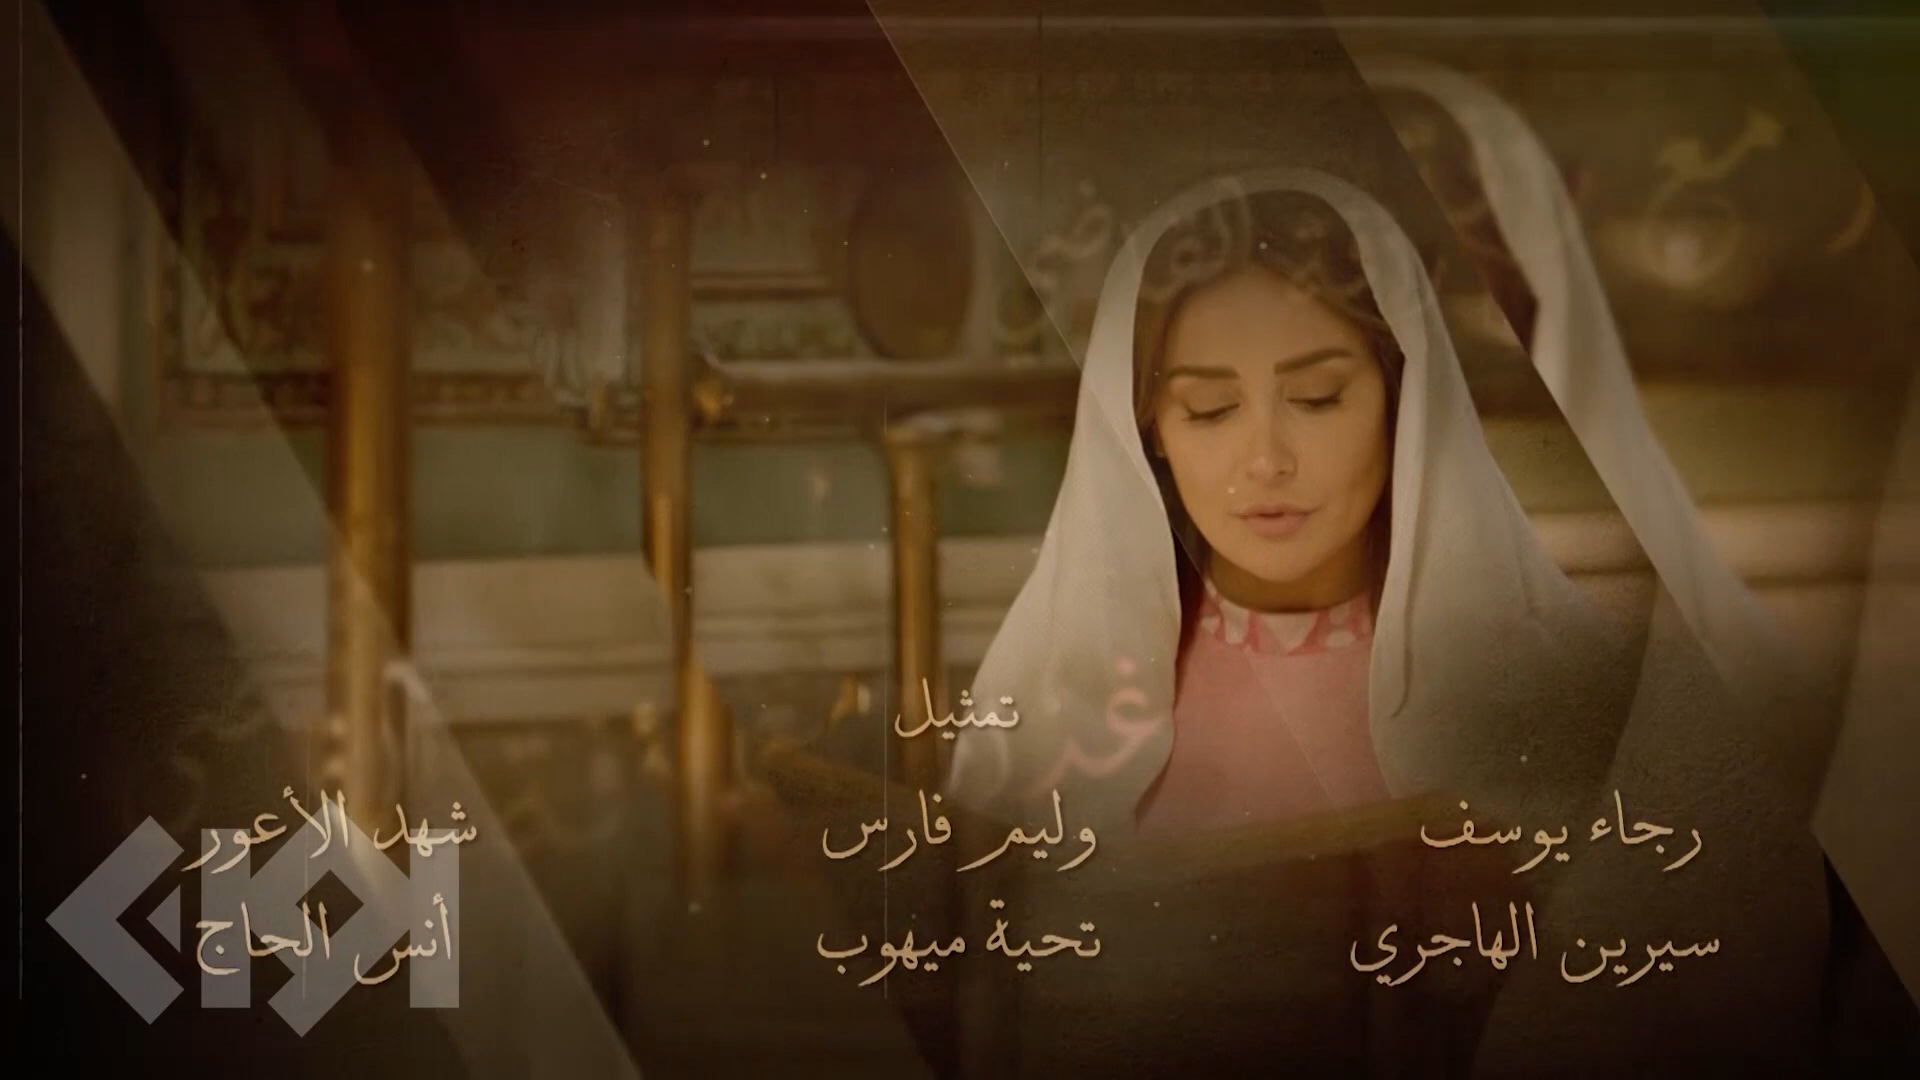 تمثيل
رجاء يوسف وليم فارس شهد الأعور
سيرين الهاجري تحية ميهوب أنس الحاج